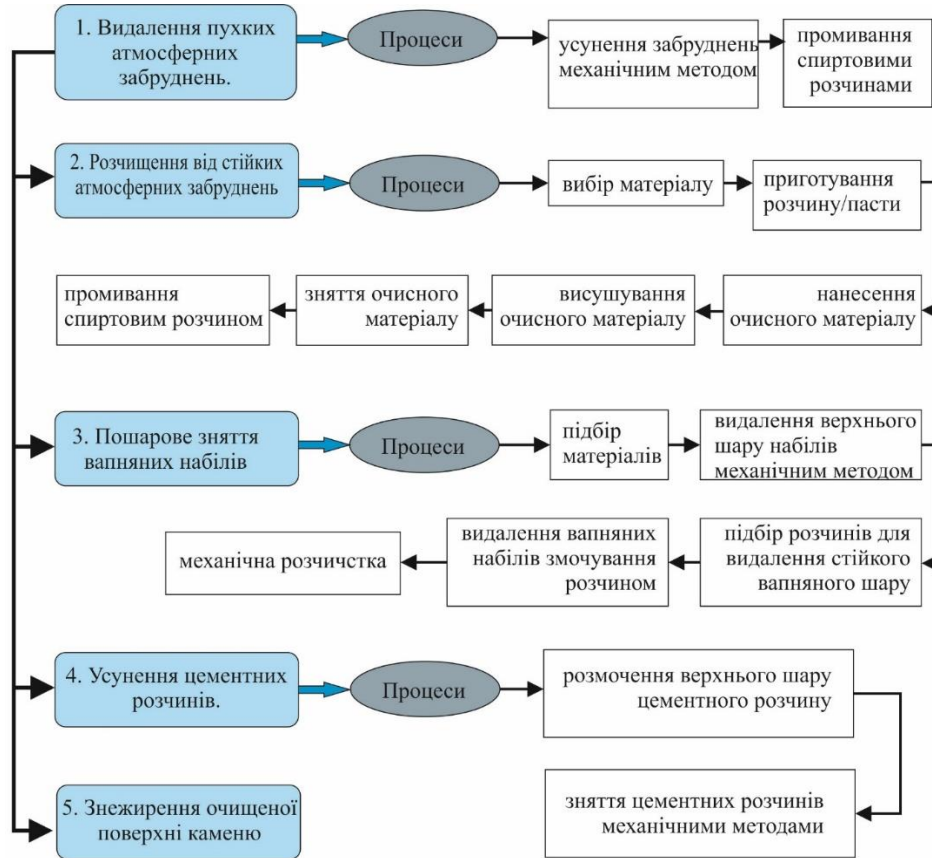 1. Видалення пухких
атмосферних
забруднень.
Процеси
усунення забруднень
механічним методом
промивання
спиртовими
розчинами
2. Розчищення від стійких
атмосферних забруднень
Процеси
вибір матеріалу
приготування
розчину/пасти
нанесення
очисного матеріалу
висушування
очисного матеріалу
зняття очисного
матеріалу
промивання
спиртовим розчином
3. Пошарове зняття
вапняних набілів
Процеси
підбір
матеріалів
видалення верхнього
шару набілів
механічним методом
підбір розчинів для
видалення стійкого
вапняного шару
видалення вапняних
набілів змочування
розчином
механічна розчичстка
4. Усунення цементних
розчинів.
Процеси
розмочення верхнього шару
цементного розчину
зняття цементних розчинів
механічними методами
5. Знежирення очищеної
поверхні каменю